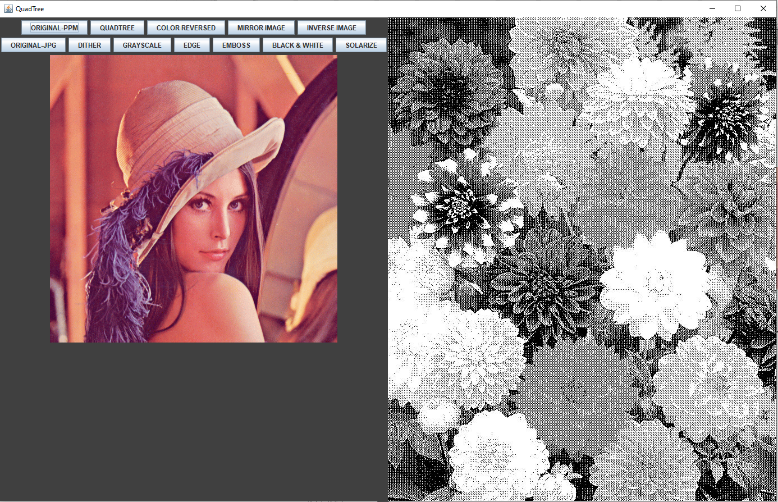 QuadTree
ORIGINAL-PPM QUADTREE COLOR REVERSED MIRROR IMAGE INVERSE IMAGE
ORIGINAL-JPG DITHER GRAYSCALE EDGE EMBOSS BLACK & WHITE SOLARIZE